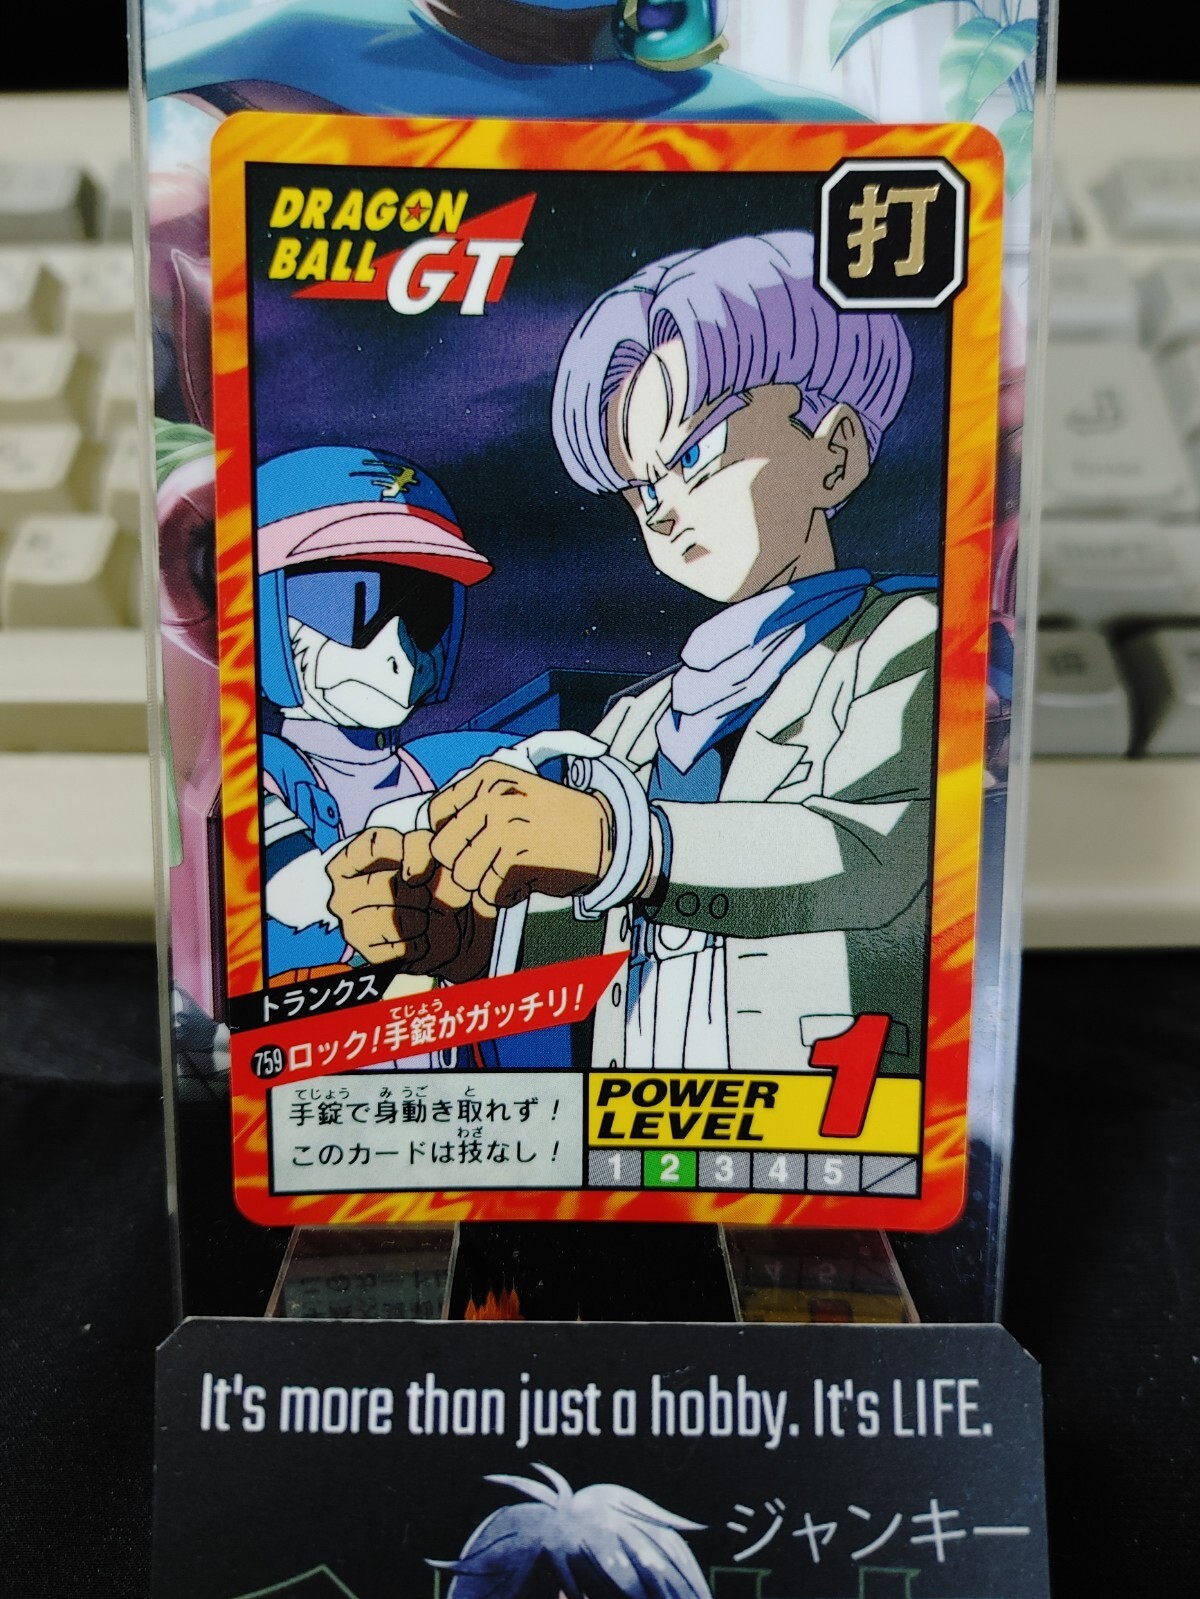 DRAGON
BALL GT
打
トランクス
759 ロック!手錠がガッチリ!
てじょう
手錠で身動き取れず!
てじょう みうご と
このカードは技なし!
わざ
POWER
LEVEL
1
1 2 3 4 5
It's more than just a hobby. It's LIFE.
ジャンキー